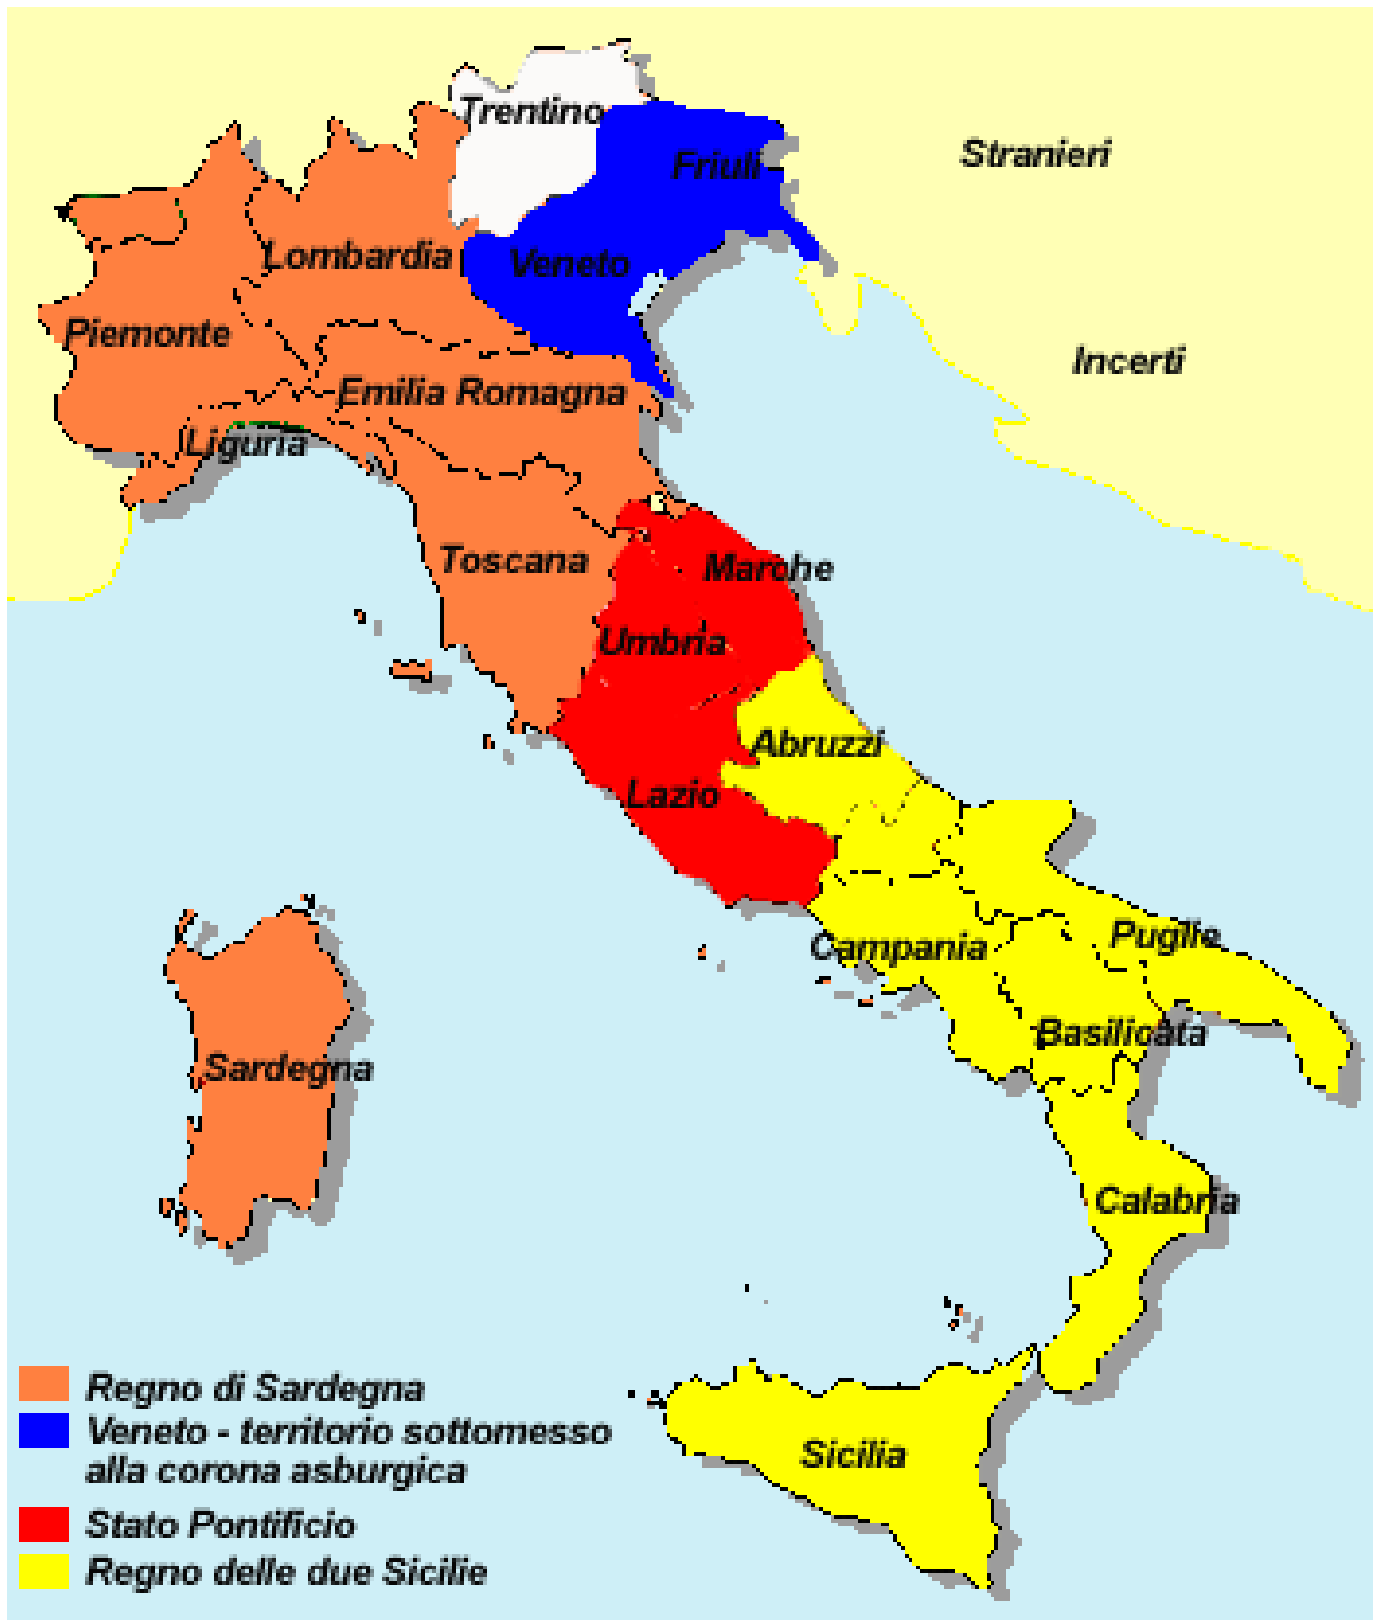 Trentino
Friuli
Stranieri
Lombardia
Veneto
Piemonte
Incerti
Emilia Romagna
Liguria
Toscana
Marche
Umbria
Abruzzi
Lazio
Puglie
Campania
Basilicata
Sardegna
Calabria
Sicilia
Regno di Sardegna
Veneto - territorio sottomesso
alla corona asburgica
Stato Pontificio
Regno delle due Sicilie